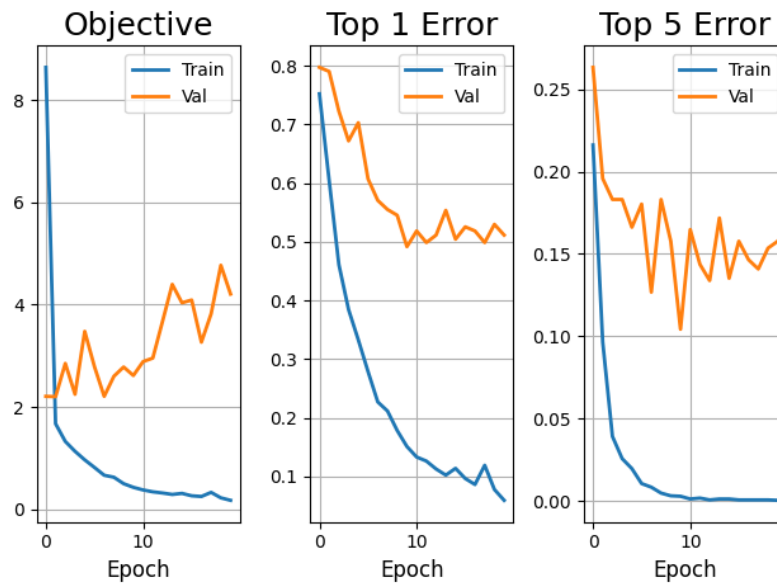 Objective
Train
Val
8
6
4
2
0
0
10
Epoch
Top 1 Error
Train
Val
0.8
0.7
0.6
0.5
0.4
0.3
0.2
0.1
0
10
Epoch
Top 5 Error
Train
Val
0.25
0.20
0.15
0.10
0.05
0.00
0
10
Epoch